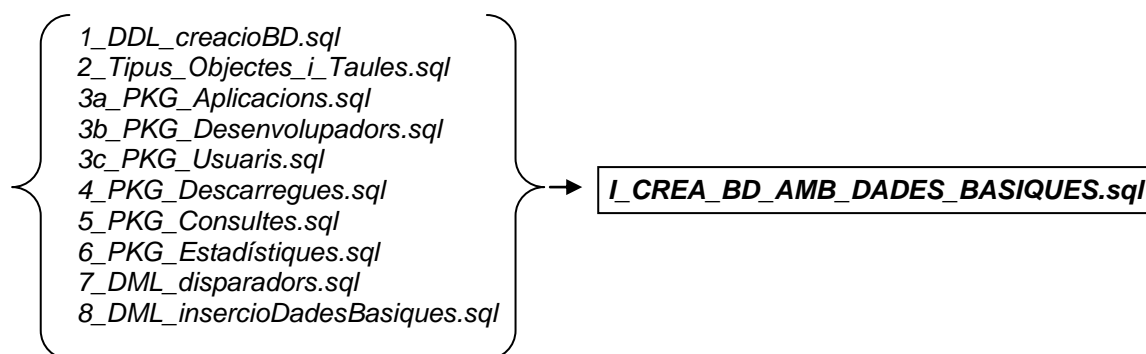 1_DDL_creacioBD.sql
2_Tipus_Objectes_i_Taules.sql
3a_PKG_Aplicacions.sql
3b_PKG_Desenvolupadors.sql
3c_PKG_Usuaris.sql
4_PKG_Descarregues.sql
5_PKG_Consultes.sql
6_PKG_Estadístiques.sql
7_DML_disparadors.sql
8_DML_insercioDadesBasiques.sql
I_CREA_BD_AMB_DADES_BASIQUES.sql